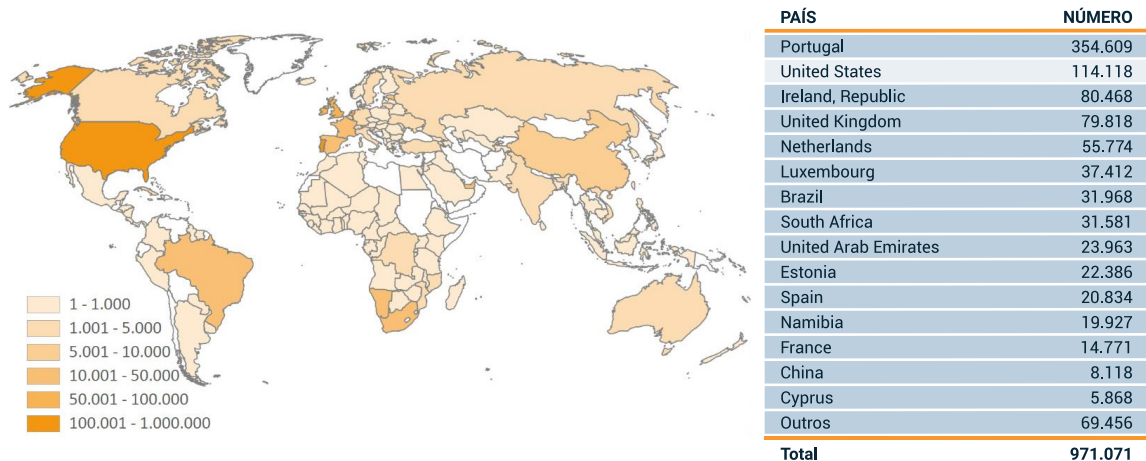 1 - 1.000
1.001 - 5.000
5.001 - 10.000
10.001 - 50.000
50.001 - 100.000
100.001 - 1.000.000
PAÍS NÚMERO
Portugal 354.609
United States 114.118
Ireland, Republic 80.468
United Kingdom 79.818
Netherlands 55.774
Luxembourg 37.412
Brazil 31.968
South Africa 31.581
United Arab Emirates 23.963
Estonia 22.386
Spain 20.834
Namibia 19.927
France 14.771
China 8.118
Cyprus 5.868
Outros 69.456
Total 971.071